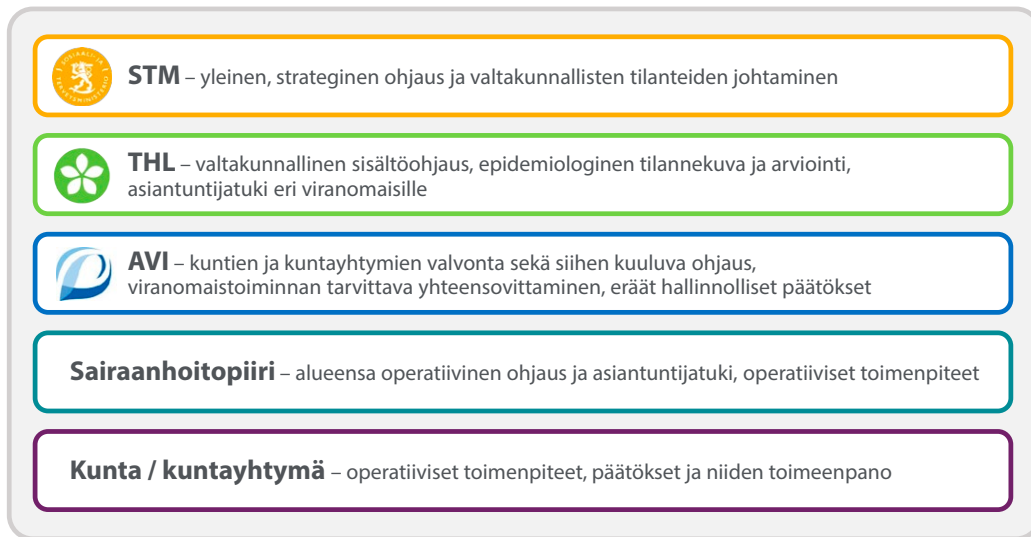 STM – yleinen, strateginen ohjaus ja valtakunnallisten tilanteiden johtaminen
THL – valtakunnallinen sisältöohjaus, epidemiologinen tilannekuva ja arviointi,
asiantuntijatuki eri viranomaisille
AVI – kuntien ja kuntayhtymien valvonta sekä siihen kuuluva ohjaus,
viranomaistoiminnan tarvittava yhteensovittaminen, eräät hallinnolliset päätökset
Sairaanhoitopiiri – alueensa operatiivinen ohjaus ja asiantuntijatuki, operatiiviset toimenpiteet
Kunta / kuntayhtymä – operatiiviset toimenpiteet, päätökset ja niiden toimeenpano